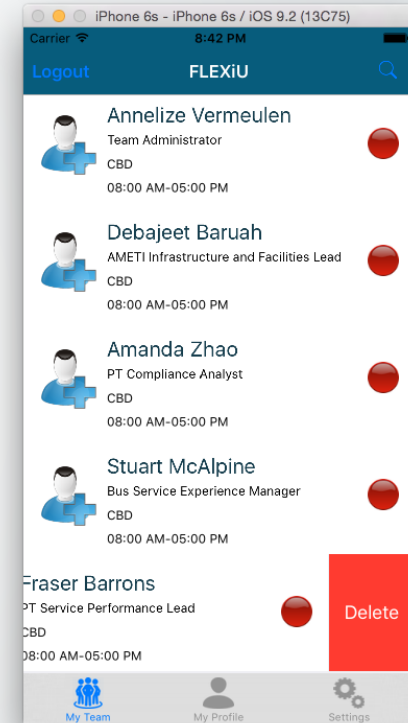 iPhone 6s - iPhone 6s / iOS 9.2 (13C75)
Carrier 8:42 PM
Logout FLEXiU
Annelize Vermeulen
Team Administrator
CBD
08:00 AM-05:00 PM
Debajeet Baruah
AMETI Infrastructure and Facilities Lead
CBD
08:00 AM-05:00 PM
Amanda Zhao
PT Compliance Analyst
CBD
08:00 AM-05:00 PM
Stuart McAlpine
Bus Service Experience Manager
CBD
08:00 AM-05:00 PM
Fraser Barrons
PT Service Performance Lead
Delete
CBD
08:00 AM-05:00 PM
My Team My Profile Settings